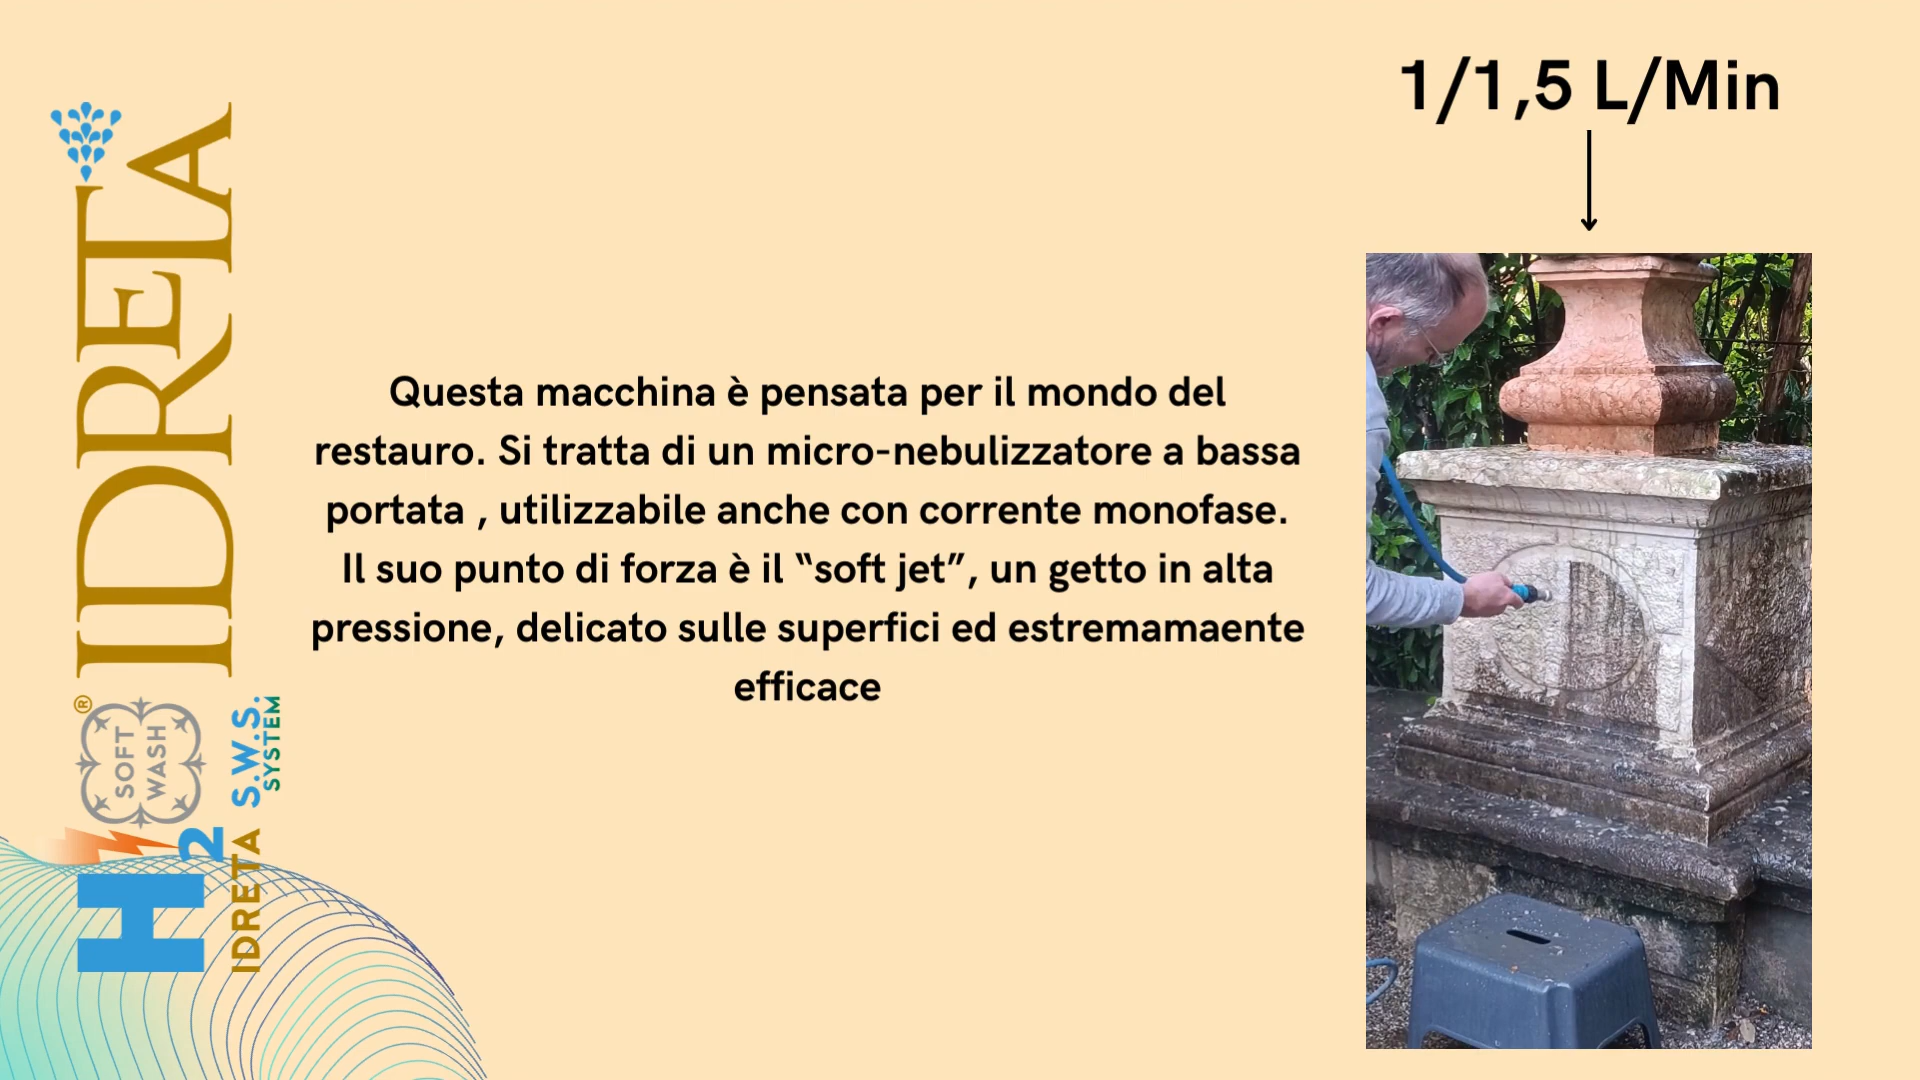 1/1,5 L/Min
IDRETA
®
SOFT
WASH
H2
IDRETA S.W.S.
SYSTEM
Questa macchina è pensata per il mondo del
restauro. Si tratta di un micro-nebulizzatore a bassa
portata , utilizzabile anche con corrente monofase.
Il suo punto di forza è il “soft jet”, un getto in alta
pressione, delicato sulle superfici ed estremamaente
efficace